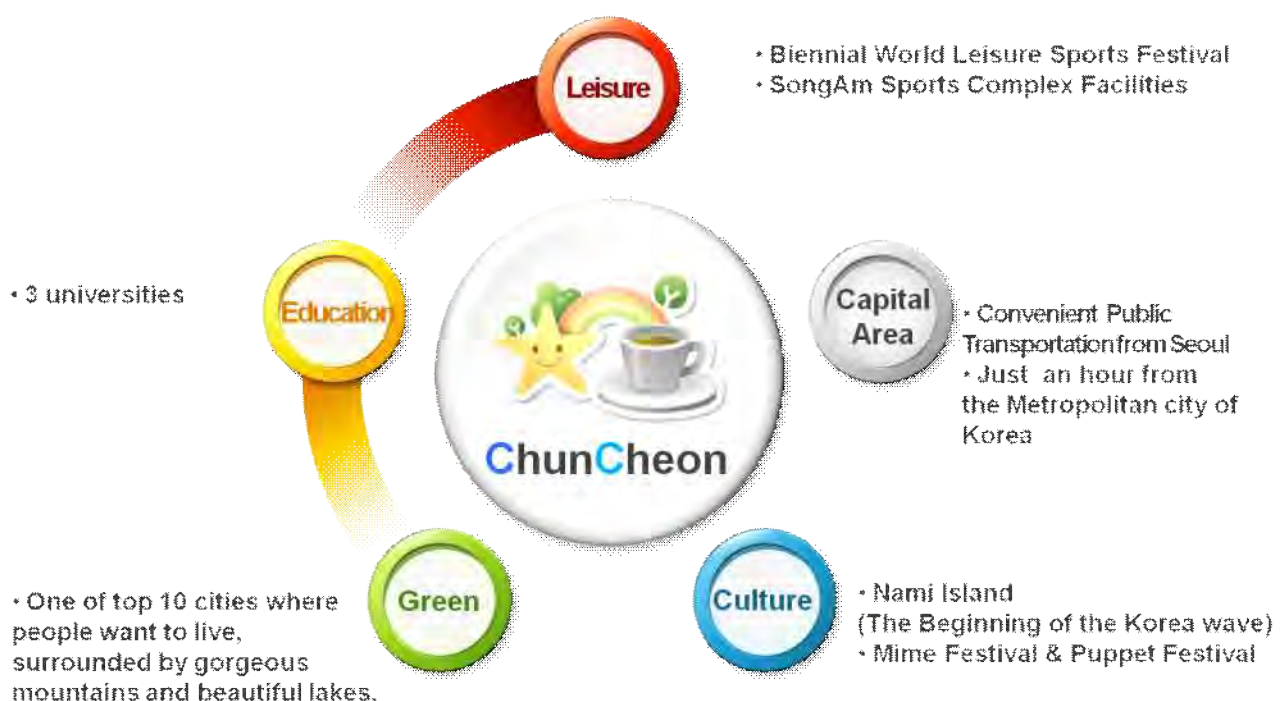 Leisure
• Biennial World Leisure Sports Festival
• SongAm Sports Complex Facilities
• 3 universities
Education
Capital
Area
• Convenient Public
Transportation from Seoul
• Just an hour from
the Metropolitan city of
Korea
ChunCheon
Green
• One of top 10 cities where
people want to live,
surrounded by gorgeous
mountains and beautiful lakes.
Culture
• Nami Island
(The Beginning of the Korea wave)
• Mime Festival & Puppet Festival